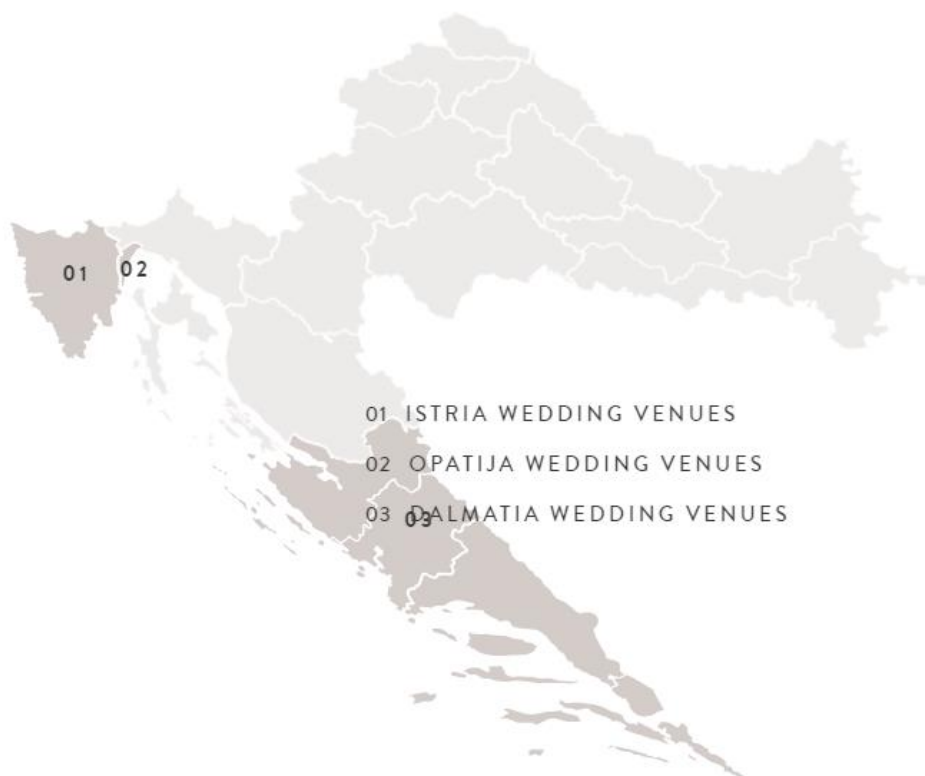 01 02
01 ISTRIA WEDDING VENUES
02 OPATIJA WEDDING VENUES
03 DALMATIA WEDDING VENUES
03